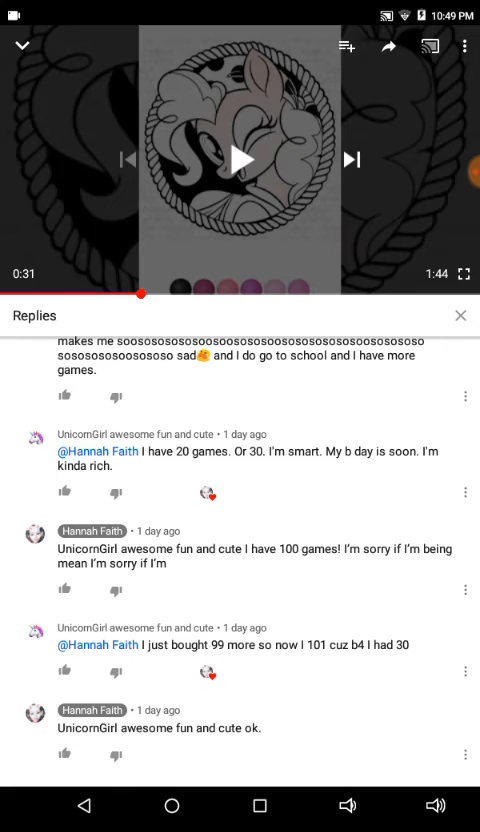 10:49 PM
0:31
1:44
Replies
makes me soosososososoosoososososoosososososososoosososososo
sososososoosososo sad and I do go to school and I have more
games.
UnicornGirl awesome fun and cute • 1 day ago
@Hannah Faith I have 20 games. Or 30. I'm smart. My b day is soon. I'm
kinda rich.
Hannah Faith • 1 day ago
UnicornGirl awesome fun and cute I have 100 games! I'm sorry if I'm being
mean I'm sorry if I'm
UnicornGirl awesome fun and cute • 1 day ago
@Hannah Faith I just bought 99 more so now I 101 cuz b4 I had 30
Hannah Faith • 1 day ago
UnicornGirl awesome fun and cute ok.